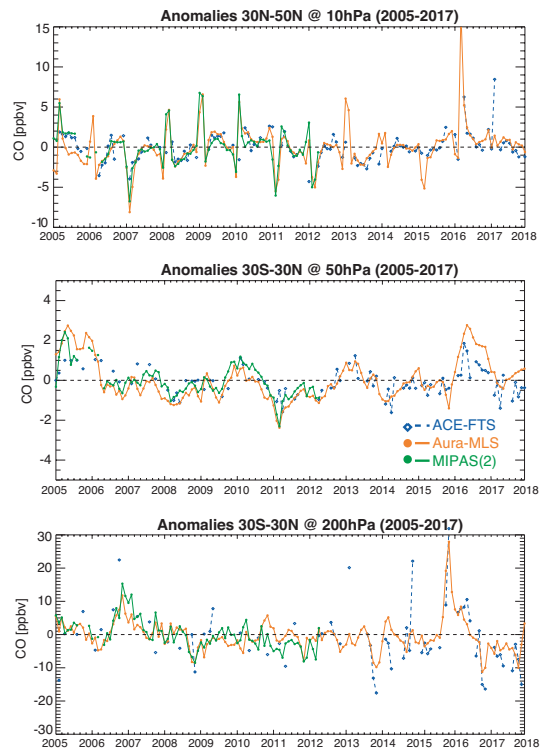 Anomalies 30N-50N @ 10hPa (2005-2017)
15
10
5
0
-5
-10
CO [ppbv]
2005 2006 2007 2008 2009 2010 2011 2012 2013 2014 2015 2016 2017 2018
Anomalies 30S-30N @ 50hPa (2005-2017)
4
2
0
-2
-4
CO [ppbv]
ACE-FTS
Aura-MLS
MIPAS(2)
2005 2006 2007 2008 2009 2010 2011 2012 2013 2014 2015 2016 2017 2018
Anomalies 30S-30N @ 200hPa (2005-2017)
30
20
10
0
-10
-20
-30
CO [ppbv]
2005 2006 2007 2008 2009 2010 2011 2012 2013 2014 2015 2016 2017 2018